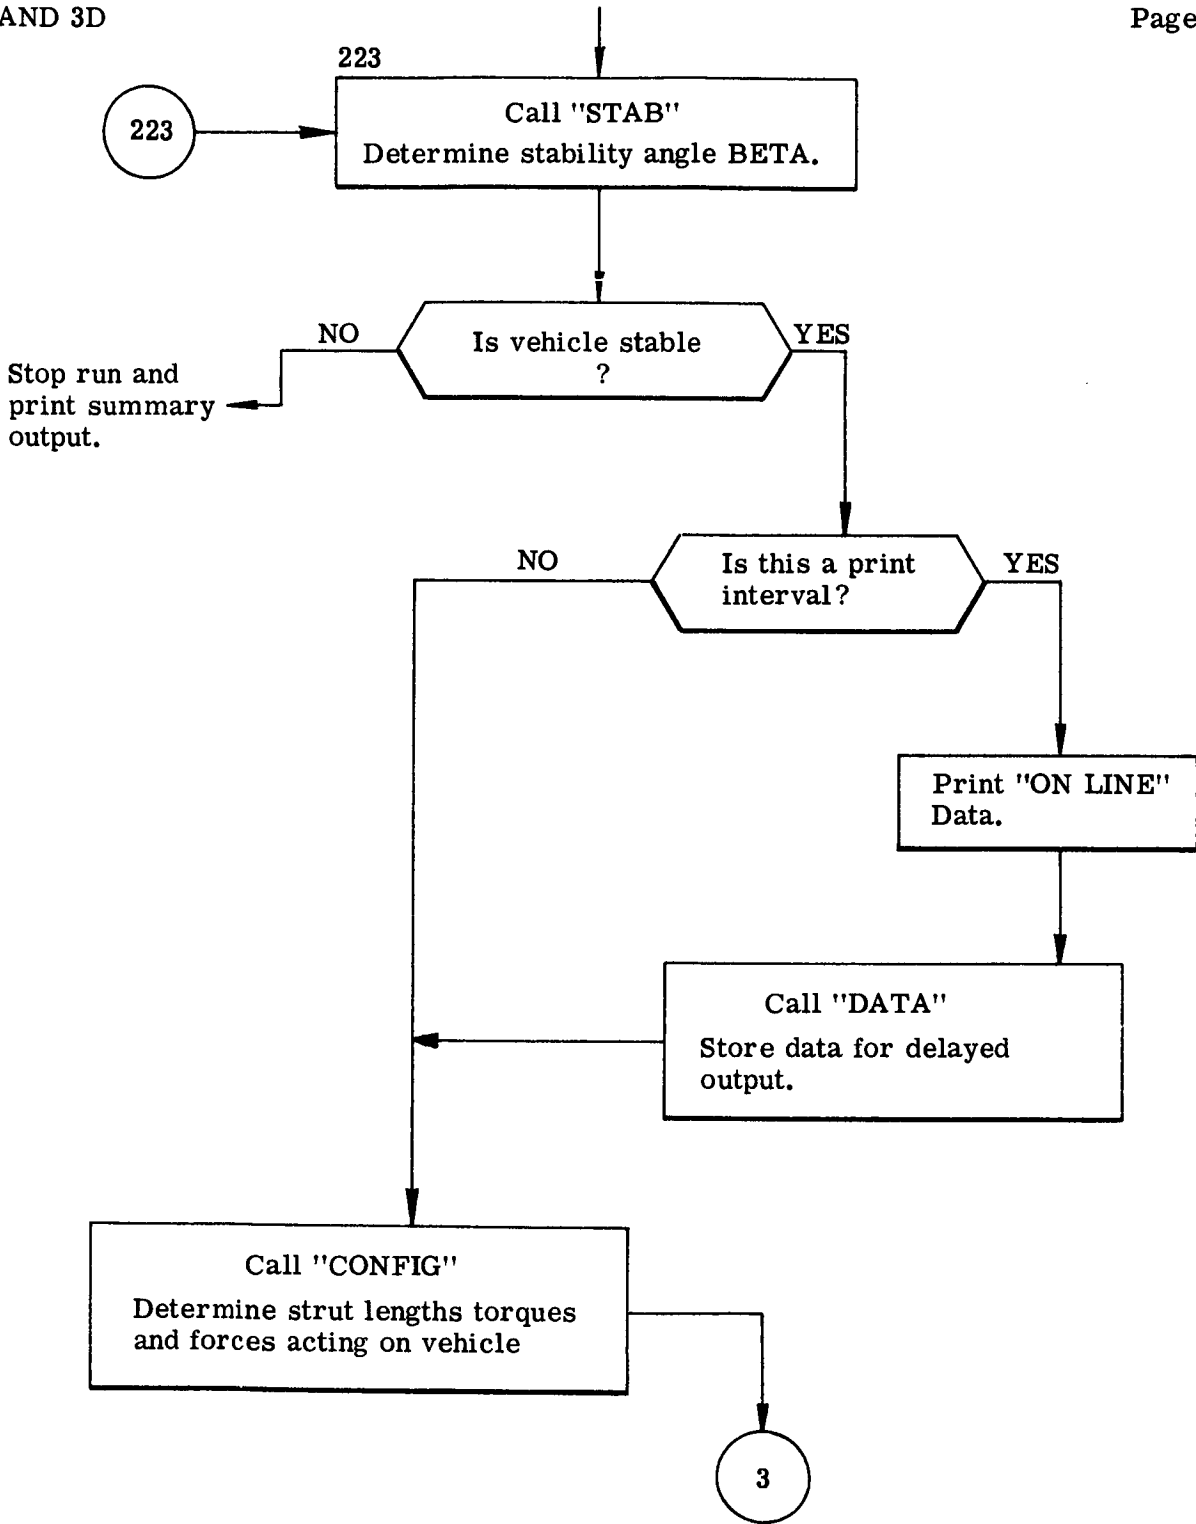 AND 3D
Page
223
223
Call "STAB"
Determine stability angle BETA.
NO
Is vehicle stable
?
YES
Stop run and
print summary
output.
NO
Is this a print
interval?
YES
Print "ON LINE"
Data.
Call "DATA"
Store data for delayed
output.
Call "CONFIG"
Determine strut lengths torques
and forces acting on vehicle
3